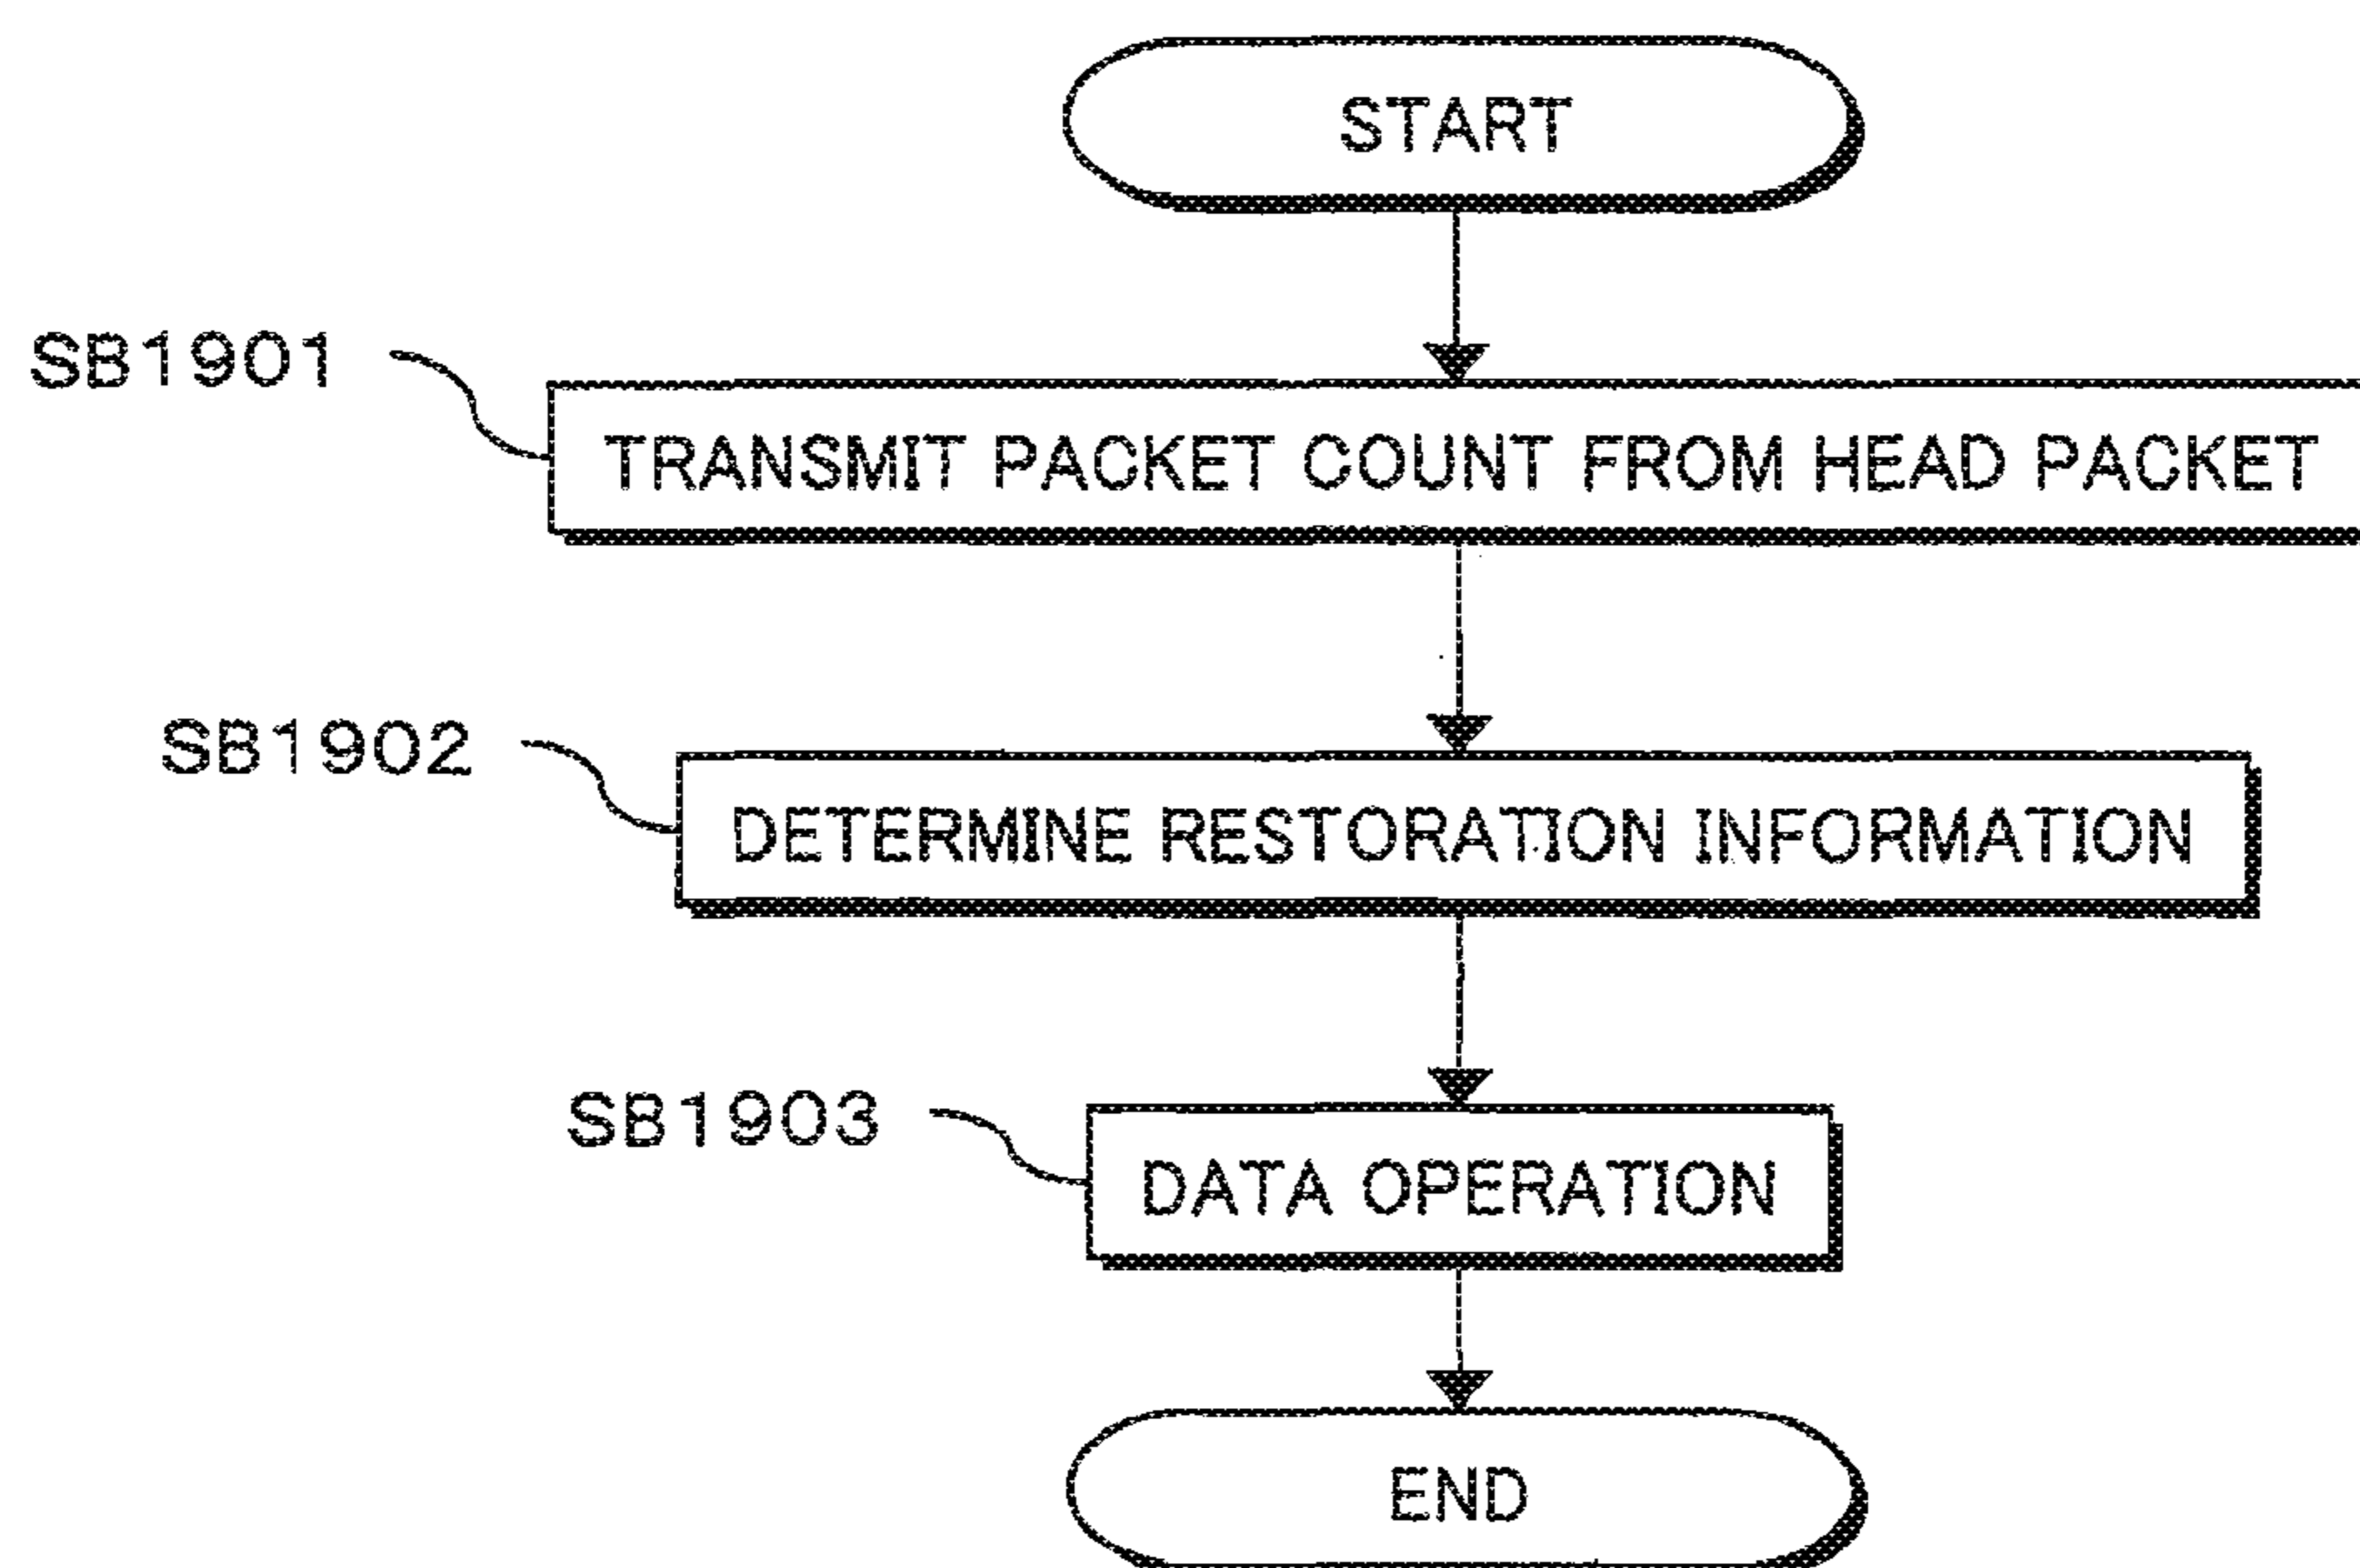 START
SB1901
TRANSMIT PACKET COUNT FROM HEAD PACKET
SB1902
DETERMINE RESTORATION INFORMATION
SB1903
DATA OPERATION
END